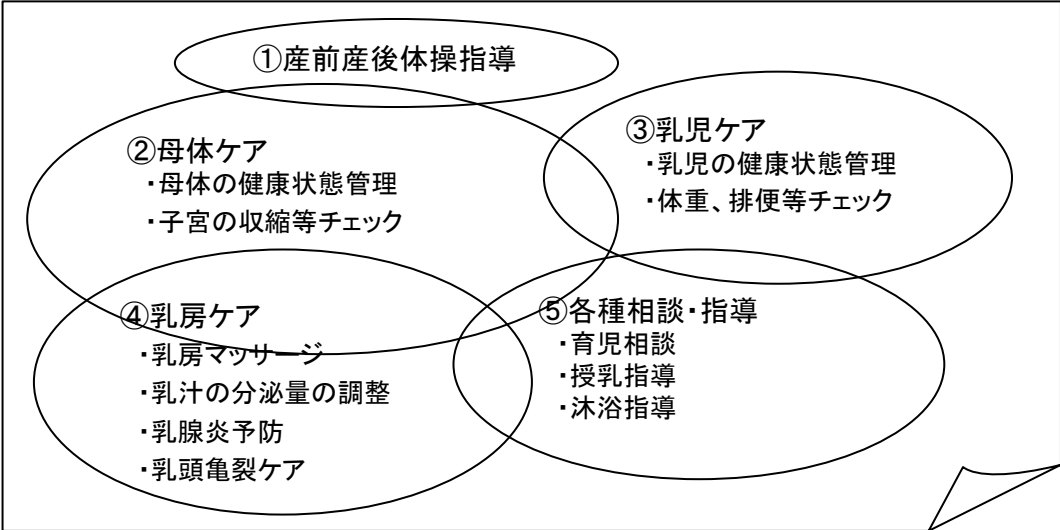 ①産前産後体操指導
②母体ケア
・母体の健康状態管理
・子宮の収縮等チェック
③乳児ケア
・乳児の健康状態管理
・体重、排便等チェック
④乳房ケア
・乳房マッサージ
・乳汁の分泌量の調整
・乳腺炎予防
・乳頭亀裂ケア
⑤各種相談・指導
・育児相談
・授乳指導
・沐浴指導